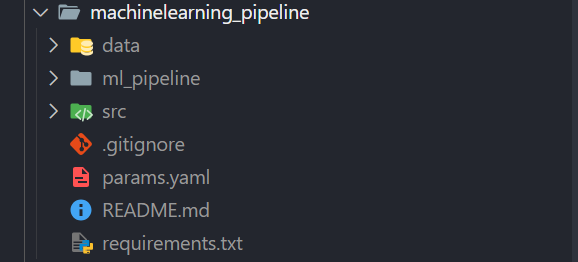 machinelearning_pipeline
data
ml_pipeline
src
.gitignore
params.yaml
README.md
requirements.txt